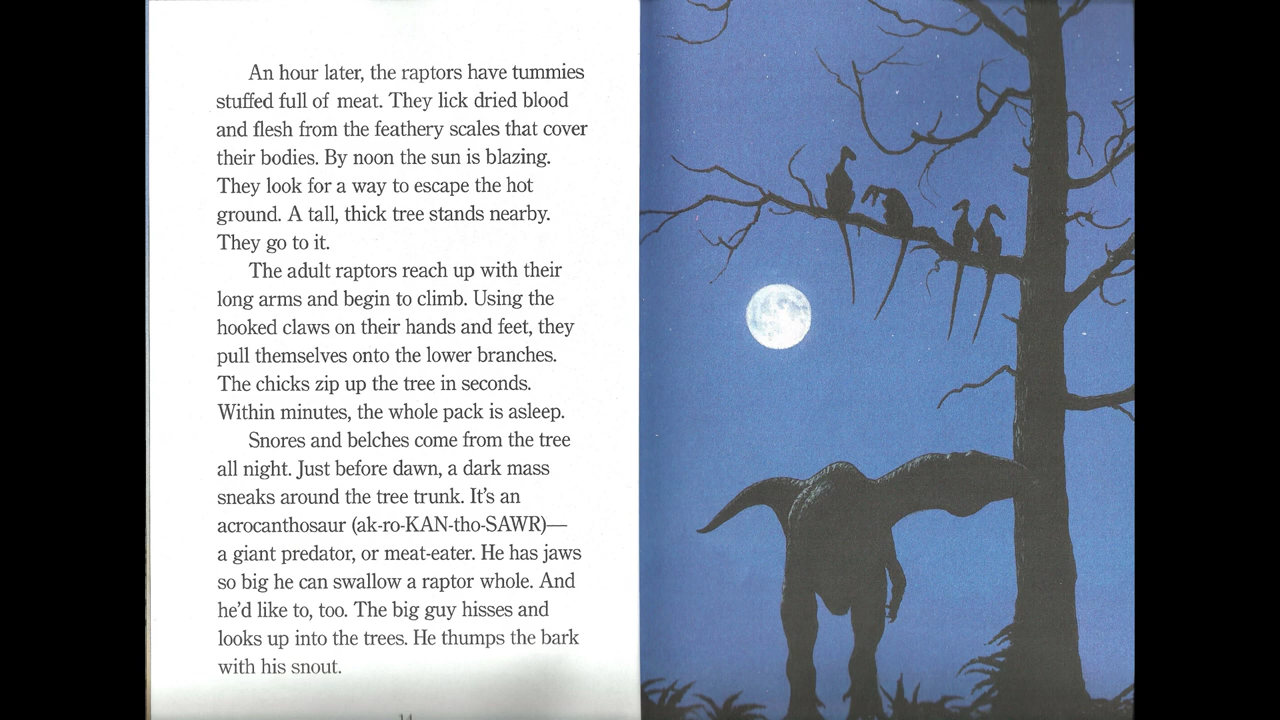 An hour later, the raptors have tummies
stuffed full of meat. They lick dried blood
and flesh from the feathery scales that cover
their bodies. By noon the sun is blazing.
They look for a way to escape the hot
ground. A tall, thick tree stands nearby.
They go to it.
The adult raptors reach up with their
long arms and begin to climb. Using the
hooked claws on their hands and feet, they
pull themselves onto the lower branches.
The chicks zip up the tree in seconds.
Within minutes, the whole pack is asleep.
Snores and belches come from the tree
all night. Just before dawn, a dark mass
sneaks around the tree trunk. It's an
acrocanthosaur (ak-ro-KAN-tho-SAWR)—
a giant predator, or meat-eater. He has jaws
so big he can swallow a raptor whole. And
he'd like to, too. The big guy hisses and
looks up into the trees. He thumps the bark
with his snout.